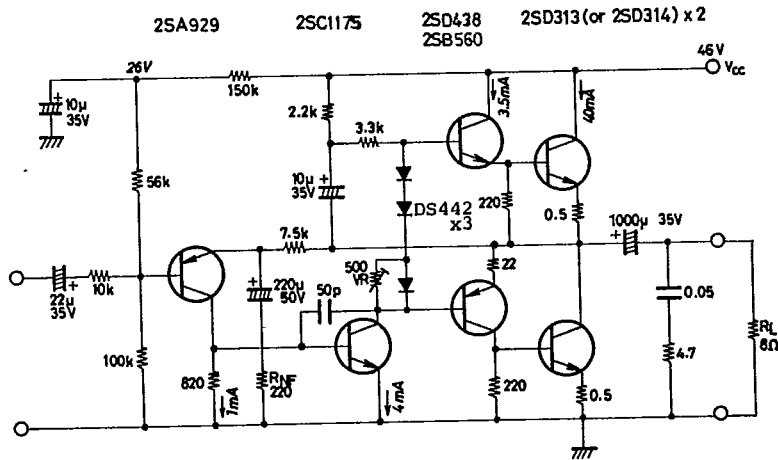 2SA929 2SC1175 2SD438 2SD313(or 2SD314) x 2
2SB560
26V 46V
VCC
150k
10μ
35V
2.2k 3.5mA 40mA
3.3k
56k
10μ
35V
DS442
x3
220 0.5 1000μ 35V
7.5k
22μ
35V
10k
220μ
50V
50p
500
VR
22
0.05
RL
8Ω
100k
820
1mA
RNF
220
4mA
220
0.5
4.7